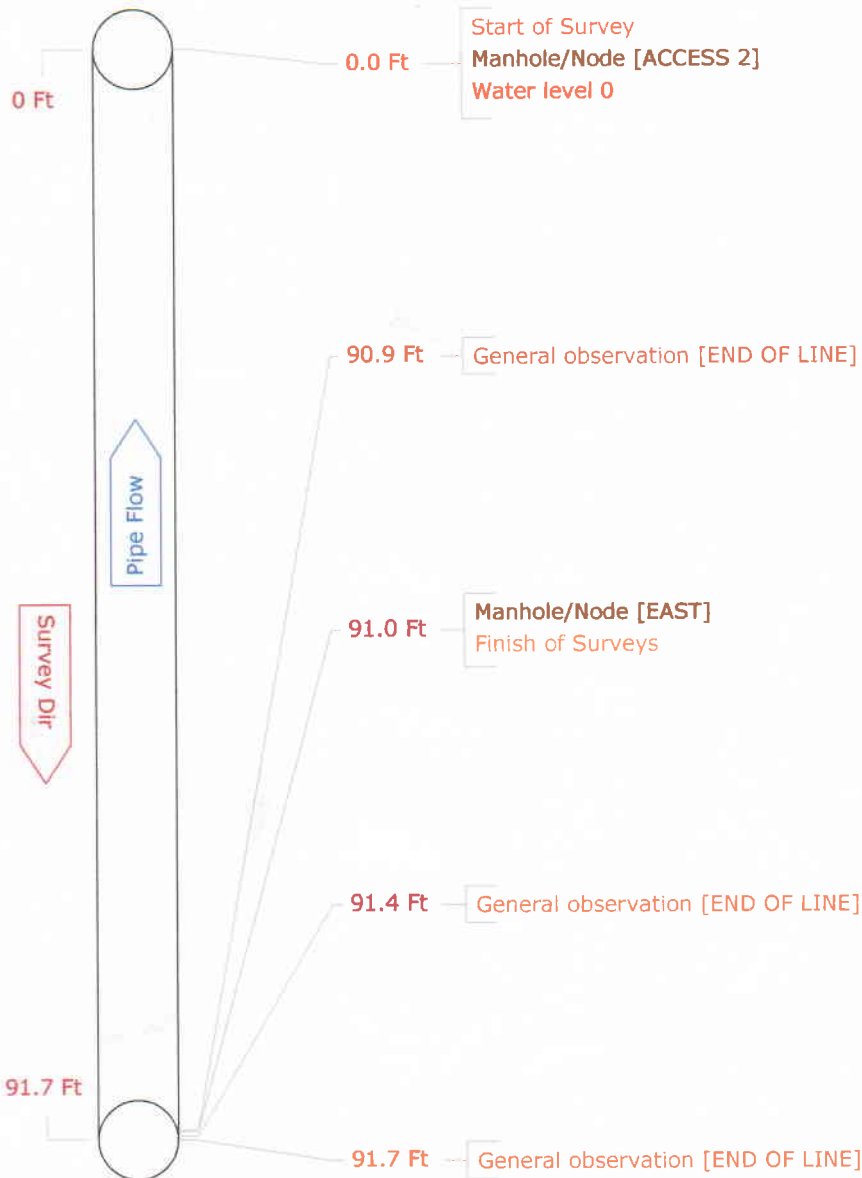 Start of Survey
0.0 Ft
Manhole/Node [ACCESS 2]
Water level 0
0 Ft
90.9 Ft
General observation [END OF LINE]
Pipe Flow
Survey Dir
91.0 Ft
Manhole/Node [EAST]
Finish of Surveys
91.4 Ft
General observation [END OF LINE]
91.7 Ft
91.7 Ft
General observation [END OF LINE]